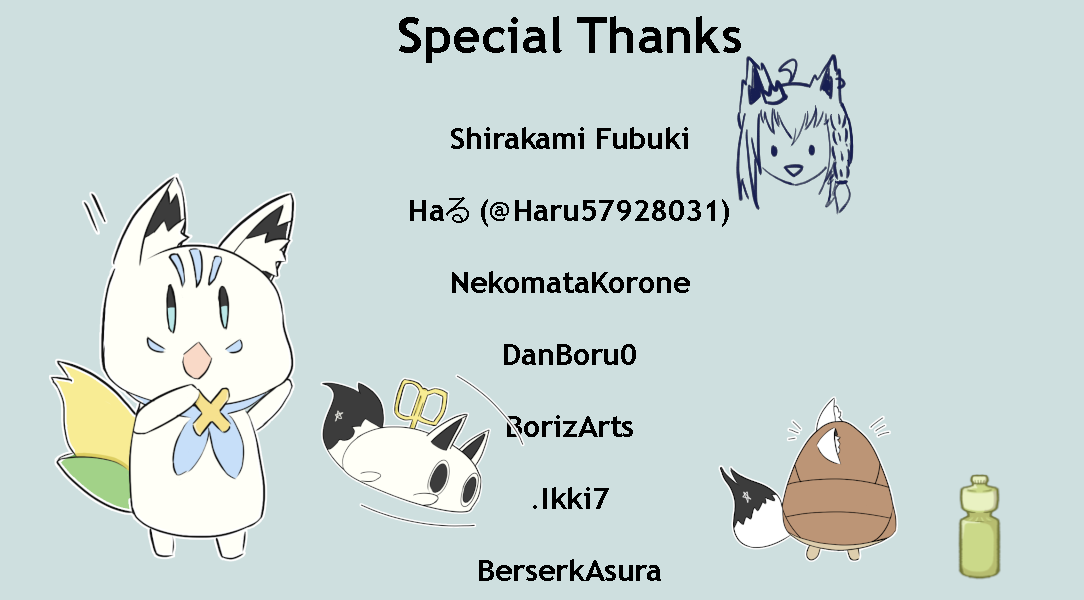 Special Thanks
Shirakami Fubuki
Haる (@Haru57928031)
NekomataKorone
DanBoru0
BorizArts
.Ikki7
BerserkAsura